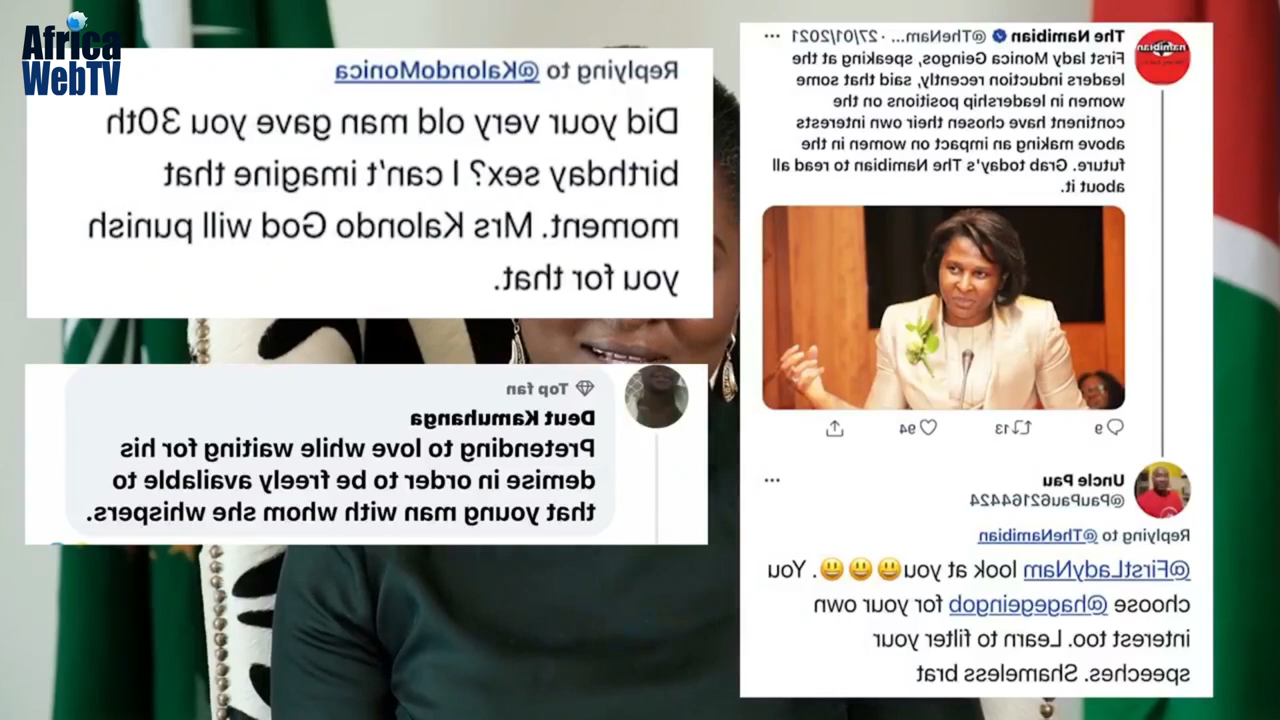 Africa
WebTV
Replying to @KalondoMonica
Did your very old man gave you 30th
birthday sex? I can't imagine that
moment. Mrs Kalondo God will punish
you for that.
Top fan
Deut Kamuhanga
Pretending to love while waiting for his
demise in order to be freely available to
that young man with whom she whispers.
The Namibian @TheNam... · 27/01/2021
First lady Monica Geingos, speaking at the
leaders induction recently, said that some
women in leadership positions on the
continent have chosen their own interests
above making an impact on women in the
future. Grab today's The Namibian to read all
about it.
namibian
9 13 94
Uncle Pau
@PauPau62164424
Replying to @TheNamibian
@FirstLadyNam look at you😃😃😃. You
choose @hagegeingob for your own
interest too. Learn to filter your
speeches. Shameless brat